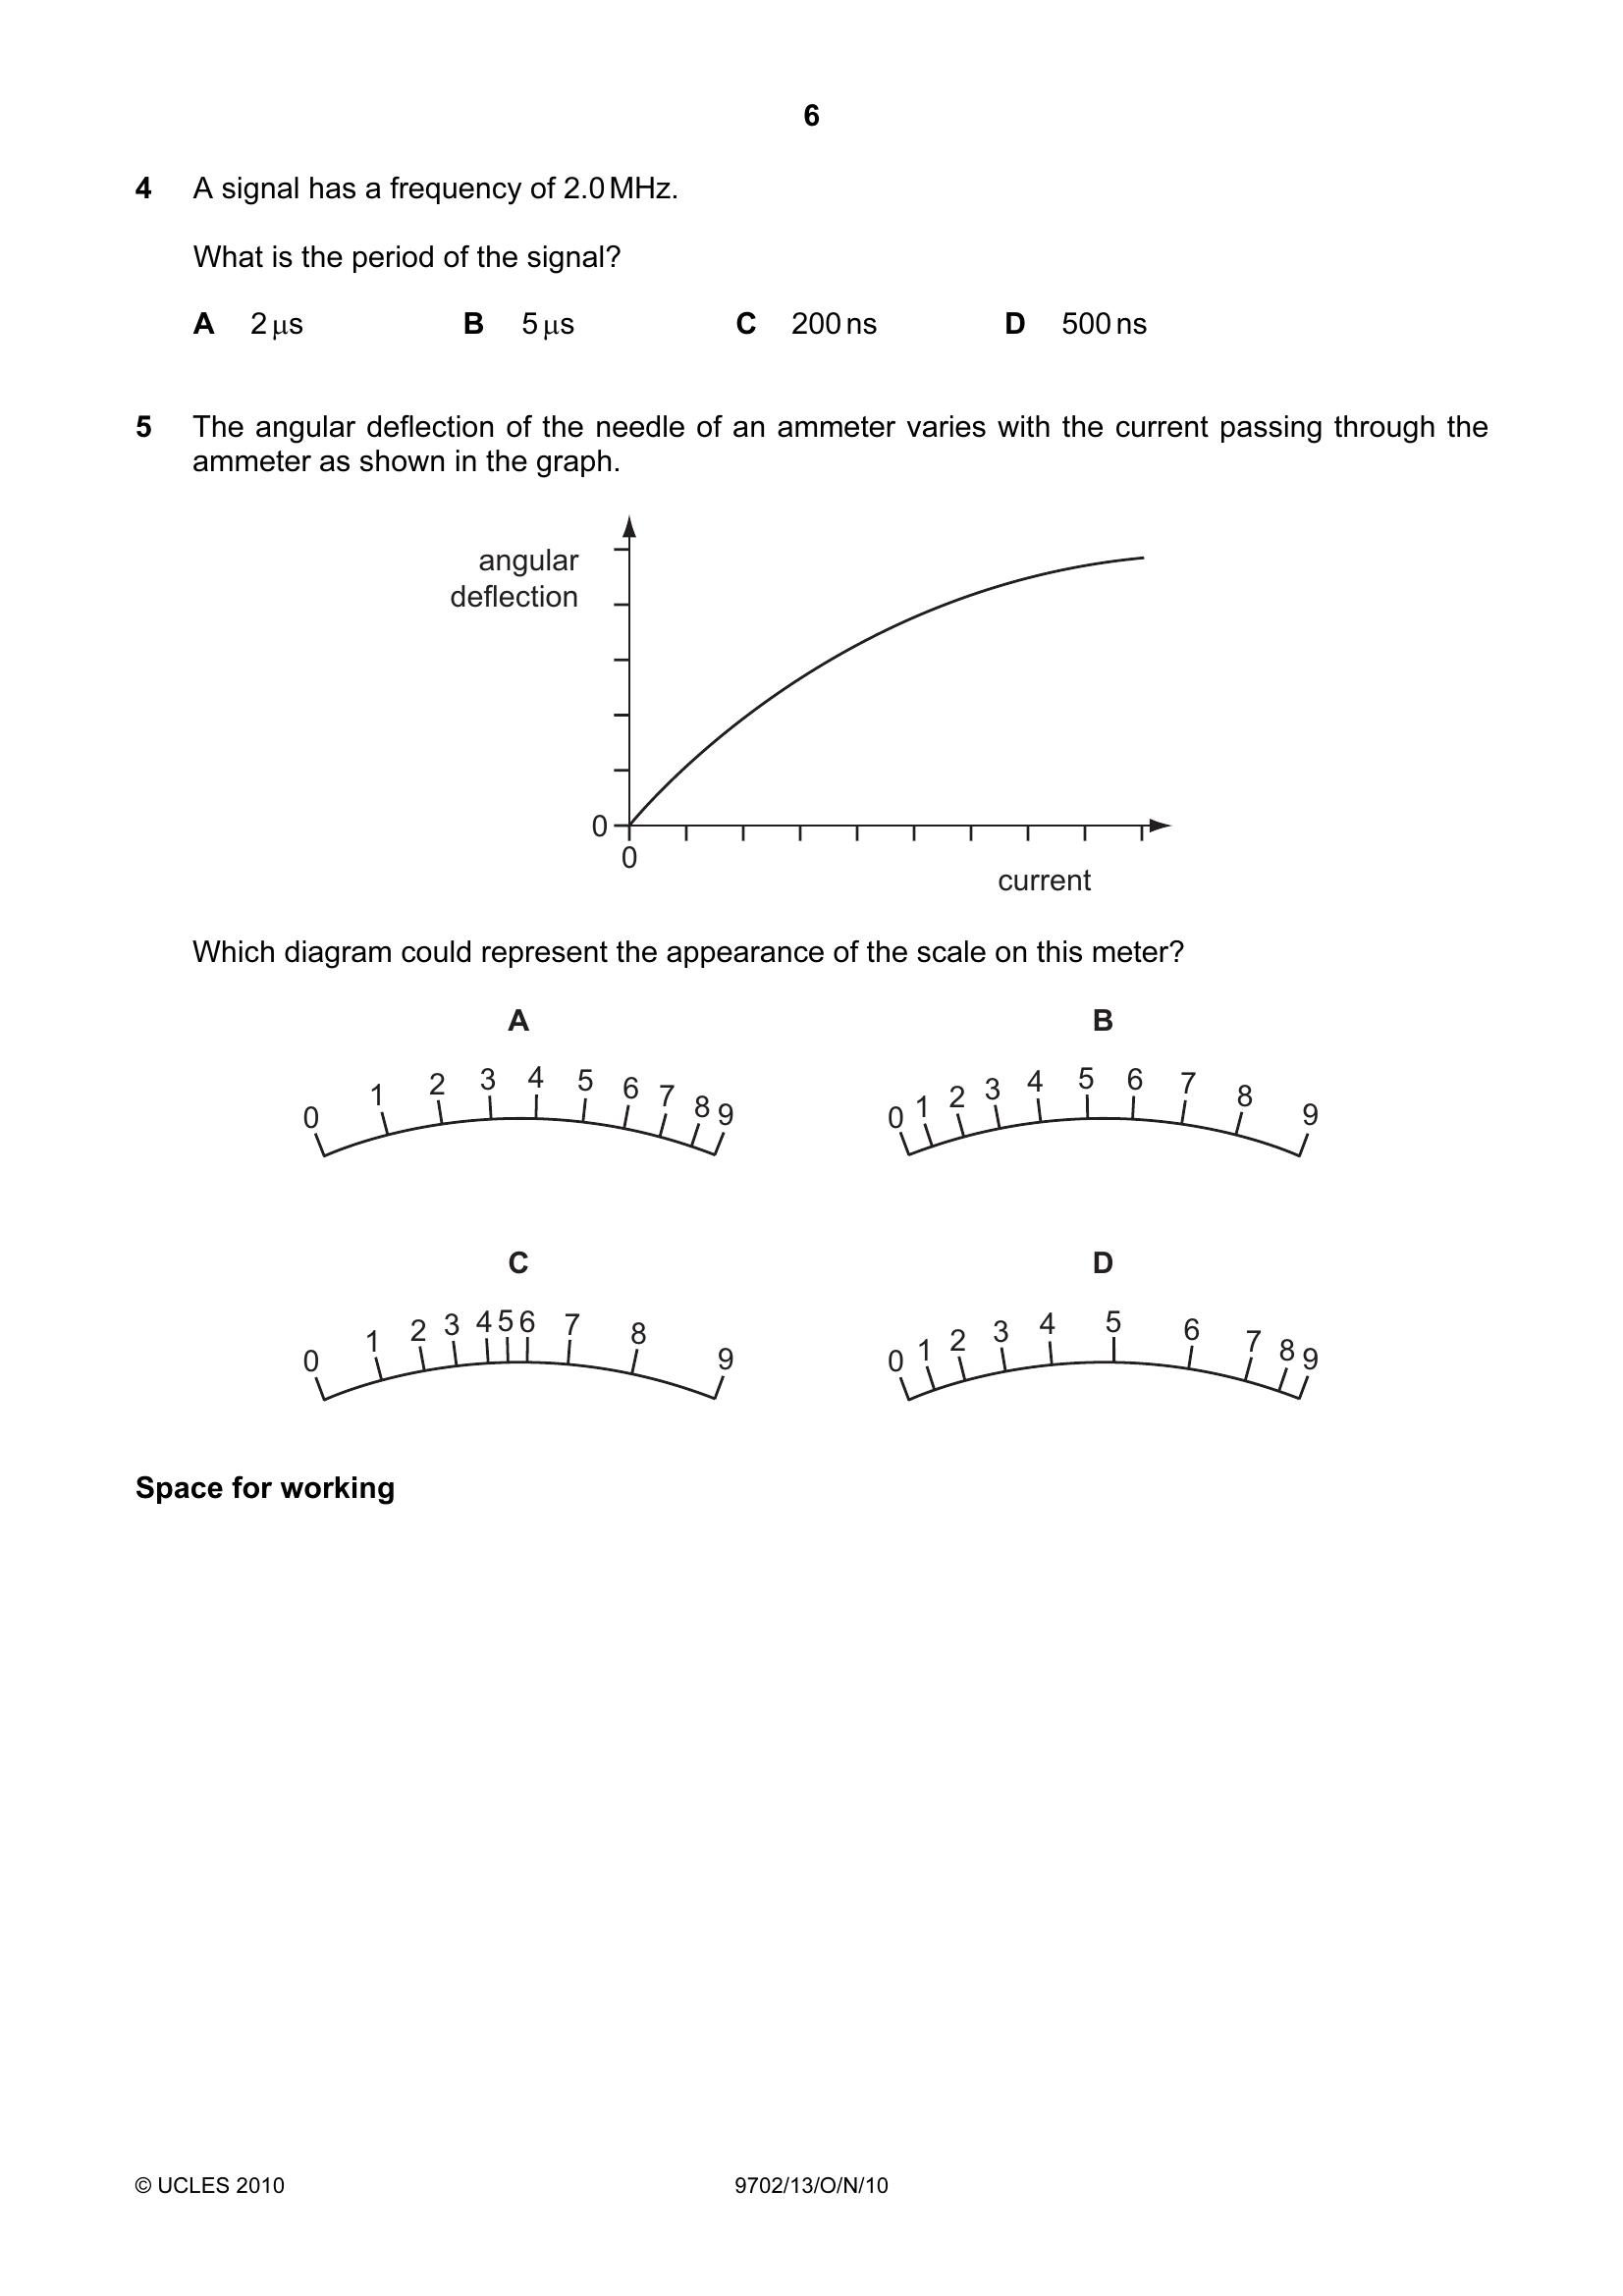 6
4 A signal has a frequency of 2.0 MHz.
What is the period of the signal?
A 2 μs B 5 μs C 200 ns D 500 ns
5 The angular deflection of the needle of an ammeter varies with the current passing through the
ammeter as shown in the graph.
angular
deflection
0
0
current
Which diagram could represent the appearance of the scale on this meter?
A B
0 1 2 3 4 5 6 7 8 9 0 1 2 3 4 5 6 7 8 9
C D
0 1 2 3 4 5 6 7 8 9 0 1 2 3 4 5 6 7 8 9
Space for working
© UCLES 2010 9702/13/O/N/10